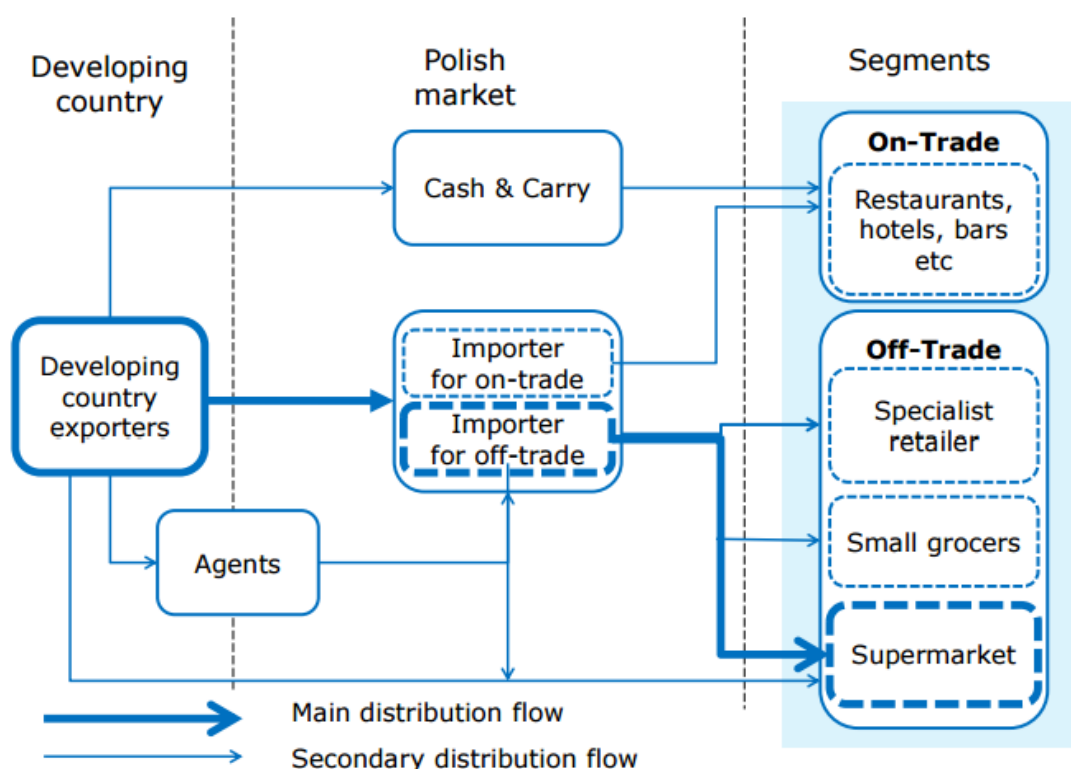 Developing
country
Polish
market
Segments
Cash & Carry
On-Trade
Restaurants,
hotels, bars
etc
Developing
country
exporters
Importer
for on-trade
Importer
for off-trade
Off-Trade
Specialist
retailer
Small grocers
Supermarket
Agents
Main distribution flow
Secondary distribution flow